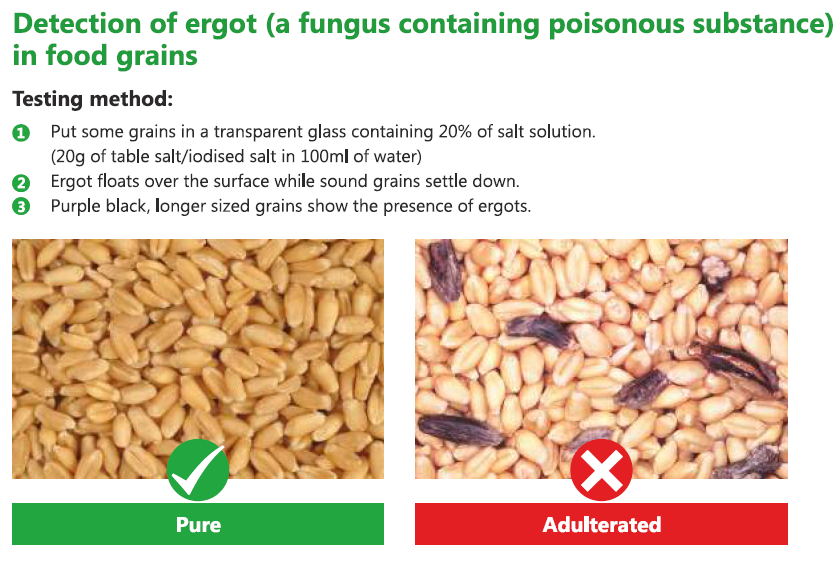 Detection of ergot (a fungus containing poisonous substance)
in food grains
Testing method:
1 Put some grains in a transparent glass containing 20% of salt solution.
(20g of table salt/iodised salt in 100ml of water)
2 Ergot floats over the surface while sound grains settle down.
3 Purple black, longer sized grains show the presence of ergots.
Pure
Adulterated